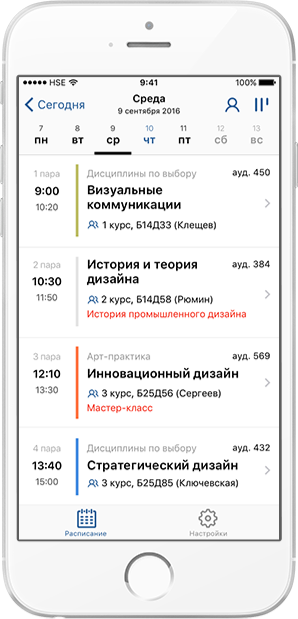 HSE 9:41 100%
Сегодня Среда
9 сентября 2016
7 8 9 10 11 12 13
пн вт ср чт пт сб вс
1 пара Дисциплины по выбору ауд. 450
9:00 Визуальные
10:20 коммуникации
1 курс, Б14Д33 (Клещев)
2 пара История и теория ауд. 384
10:30 дизайна
11:50 2 курс, Б14Д58 (Рюмин)
История промышленного дизайна
3 пара Арт-практика ауд. 569
12:10 Инновационный дизайн
13:30 3 курс, Б25Д56 (Сергеев)
Мастер-класс
4 пара Дисциплины по выбору ауд. 432
13:40 Стратегический дизайн
15:00 3 курс, Б25Д85 (Ключевская)
Расписание Настройки